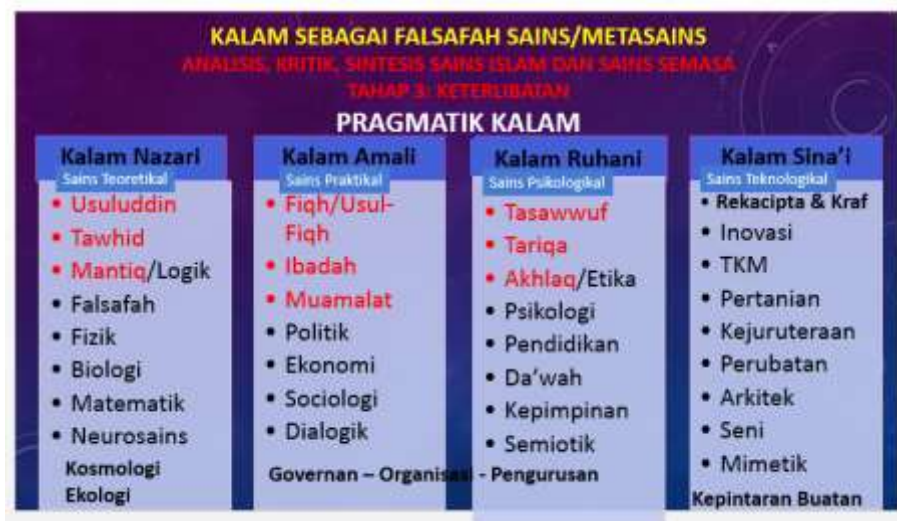 KALAM SEBAGAI FALSAFAH SAINS/METASAINS
ANALISIS, KRITIK, SINTESIS SAINS ISLAM DAN SAINS SEMASA
TAHAP 3: KETERLIBATAN
PRAGMATIK KALAM
Kalam Nazari
Sains Teoretikal
• Usuluddin
• Tawhid
• Mantiq/Logik
• Falsafah
• Fizik
• Biologi
• Matematik
• Neurosains
Kosmologi
Ekologi
Kalam Amali
Sains Praktikal
• Fiqh/Usul-
Fiqh
• Ibadah
• Muamalat
• Politik
• Ekonomi
• Sociologi
• Dialogik
Governan – Organisasi - Pengurusan
Kalam Ruhani
Sains Psikologikal
• Tasawwuf
• Tariqa
• Akhlaq/Etika
• Psikologi
• Pendidikan
• Da'wah
• Kepimpinan
• Semiotik
Kalam Sina'i
Sains Teknologikal
• Rekacipta & Kraf
• Inovasi
• TKM
• Pertanian
• Kejuruteraan
• Perubatan
• Arkitek
• Seni
• Mimetik
Kepintaran Buatan